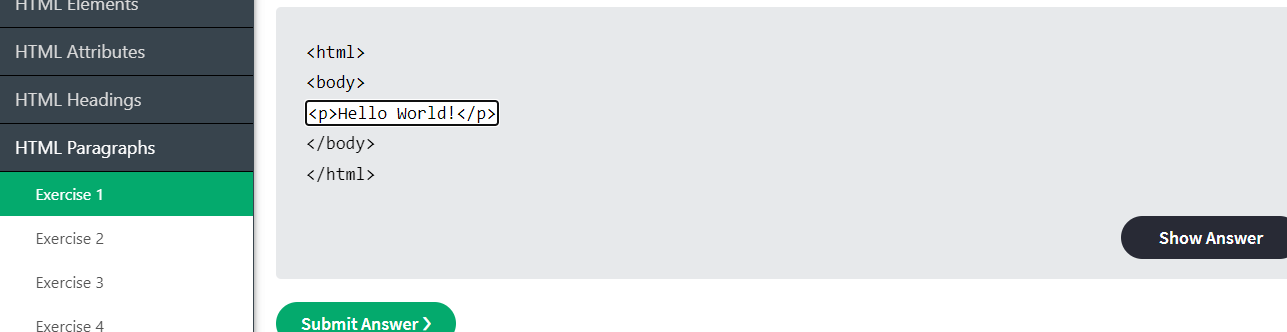 HTML Elements
HTML Attributes
HTML Headings
HTML Paragraphs
Exercise 1
Exercise 2
Exercise 3
Exercise 4
<html>
<body>
<p>Hello World!</p>
</body>
</html>
Show Answer
Submit Answer ❯